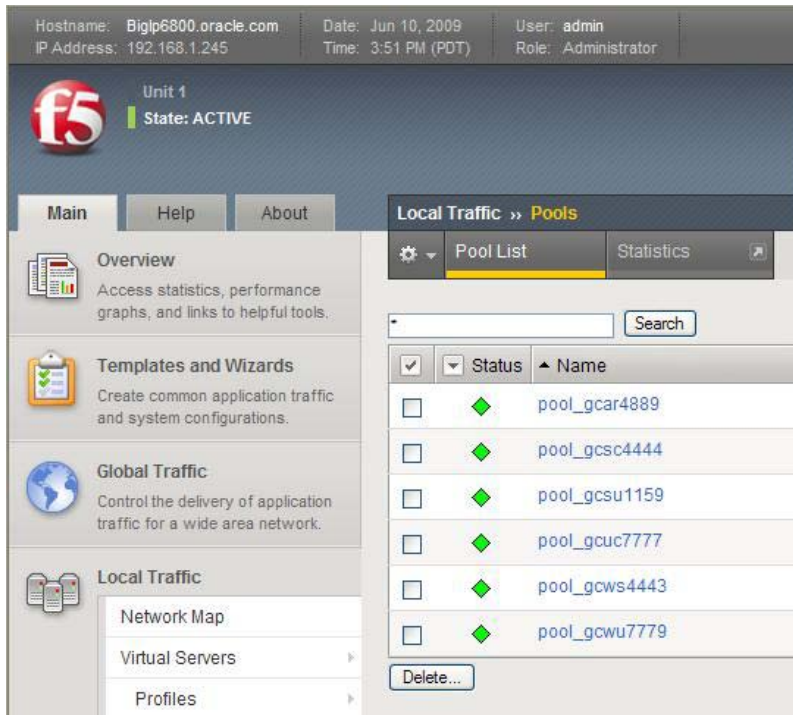 Hostname: BigIp6800.oracle.com Date: Jun 10, 2009 User: admin
IP Address: 192.168.1.245 Time: 3:51 PM (PDT) Role: Administrator
f5
Unit 1
State: ACTIVE
Main Help About
Overview
Access statistics, performance
graphs, and links to helpful tools.
Templates and Wizards
Create common application traffic
and system configurations.
Global Traffic
Control the delivery of application
traffic for a wide area network.
Local Traffic
Network Map
Virtual Servers
Profiles
Local Traffic » Pools
Pool List Statistics
* Search
Status Name
pool_gcar4889
pool_gcsc4444
pool_gcsu1159
pool_gcuc7777
pool_gcws4443
pool_gcwu7779
Delete...